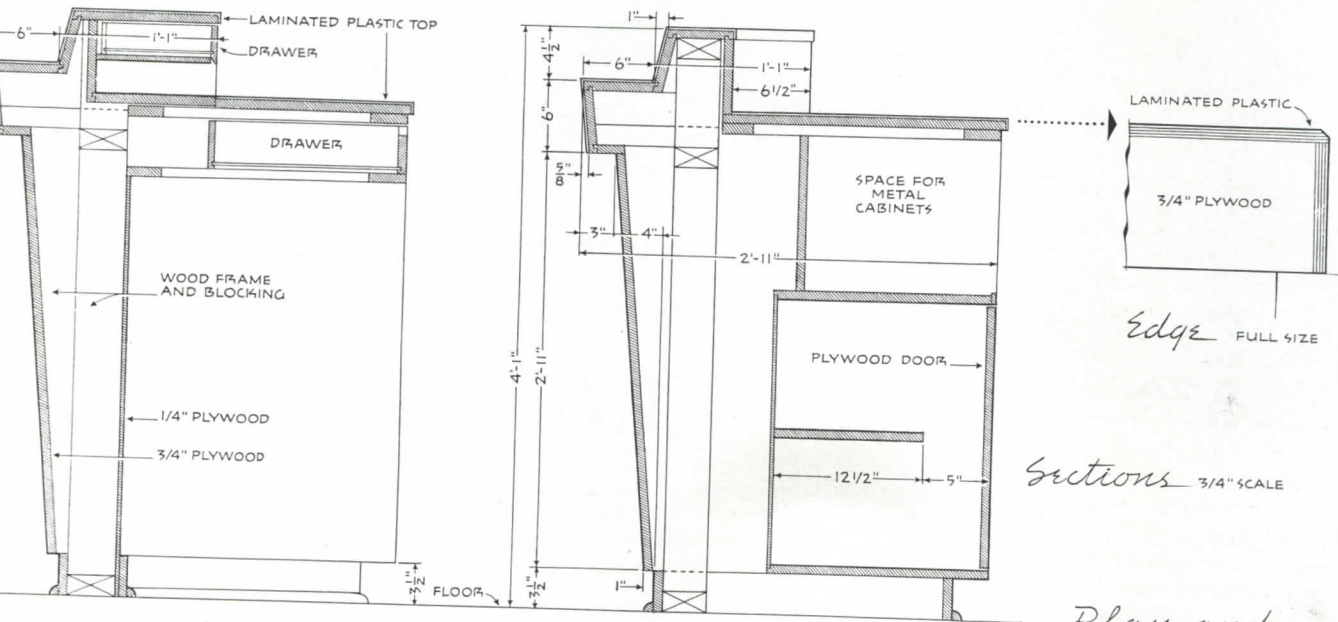 6"
1'-1"
LAMINATED PLASTIC TOP
DRAWER
DRAWER
WOOD FRAME
AND BLOCKING
1/4" PLYWOOD
3/4" PLYWOOD
3 1/2"
FLOOR
1"
4 1/2"
6"
1'-1"
6 1/2"
6"
5/8"
3"
4"
2'-11"
SPACE FOR
METAL
CABINETS
4'-1"
2'-11"
PLYWOOD DOOR
12 1/2"
5"
3 1/2"
1"
LAMINATED PLASTIC
3/4" PLYWOOD
Edge FULL SIZE
Sections 3/4" SCALE